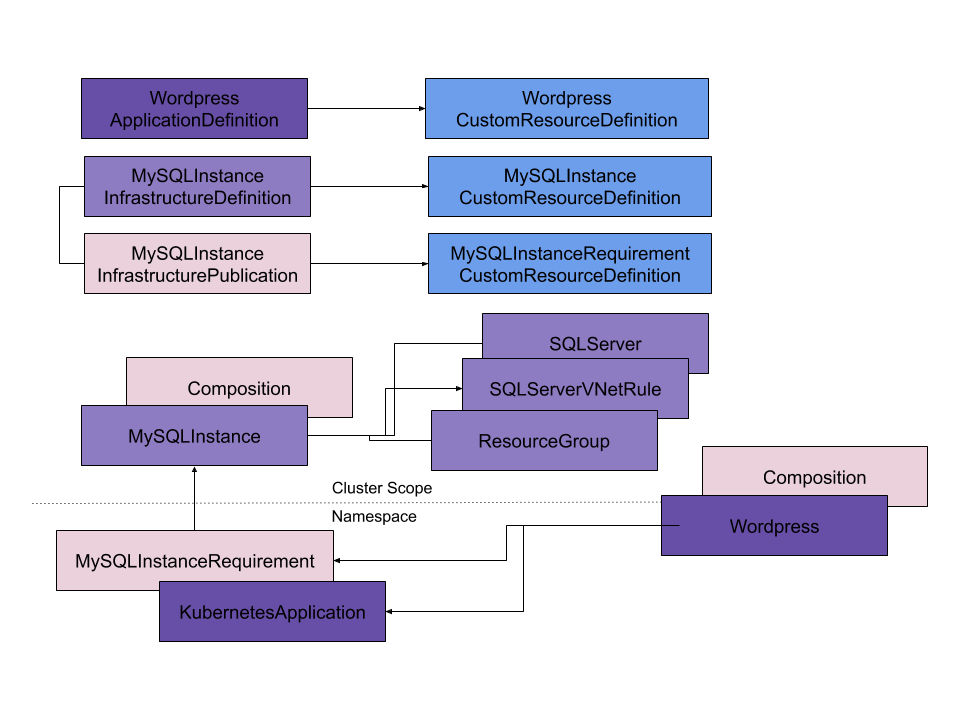 Wordpress
ApplicationDefinition
Wordpress
CustomResourceDefinition
MySQLInstance
InfrastructureDefinition
MySQLInstance
CustomResourceDefinition
MySQLInstance
InfrastructurePublication
MySQLInstanceRequirement
CustomResourceDefinition
SQLServer
Composition
SQLServerVNetRule
MySQLInstance
ResourceGroup
Composition
Cluster Scope
Namespace
Wordpress
MySQLInstanceRequirement
KubernetesApplication